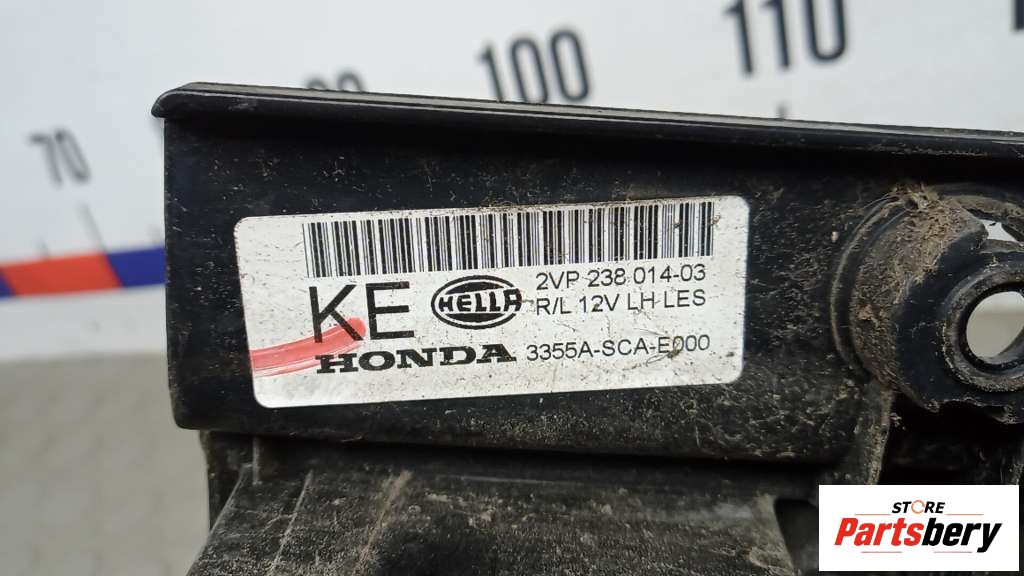 70
100
110
2VP 238 014-03
KE HELLA R/L 12V LH LES
HONDA 3355A-SCA-E000
STORE
Partsbery